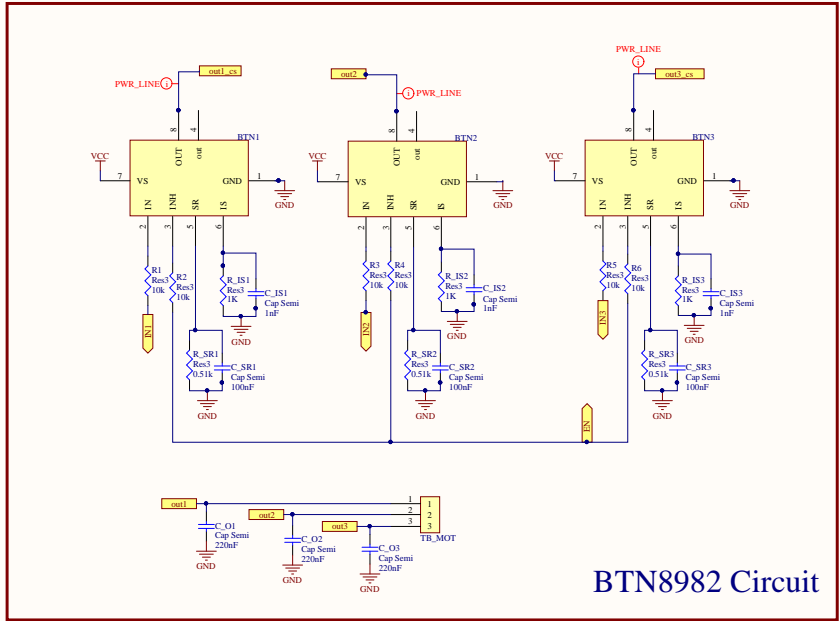 PWR_LINE
out1_cs
8
4
OUT
out
BTN1
VCC
7
VS
GND
1
GND
IN
INH
SR
IS
2
3
5
6
R1
Res3
10k
R2
Res3
10k
R_IS1
Res3
1K
C_IS1
Cap Semi
1nF
GND
IN1
R_SR1
Res3
0.51k
C_SR1
Cap Semi
100nF
GND
out2
PWR_LINE
8
4
OUT
out
BTN2
VCC
7
VS
GND
1
GND
IN
INH
SR
IS
2
3
5
6
R3
Res3
10k
R4
Res3
10k
R_IS2
Res3
1K
C_IS2
Cap Semi
1nF
GND
IN2
R_SR2
Res3
0.51k
C_SR2
Cap Semi
100nF
GND
PWR_LINE
out3_cs
8
4
OUT
out
BTN3
VCC
7
VS
GND
1
GND
IN
INH
SR
IS
2
3
5
6
R5
Res3
10k
R6
Res3
10k
R_IS3
Res3
1K
C_IS3
Cap Semi
1nF
GND
IN3
R_SR3
Res3
0.51k
C_SR3
Cap Semi
100nF
GND
EN
out1
1
1
out2
2
2
out3
3
3
TB_MOT
C_O1
Cap Semi
220nF
GND
C_O2
Cap Semi
220nF
GND
C_O3
Cap Semi
220nF
GND
BTN8982 Circuit